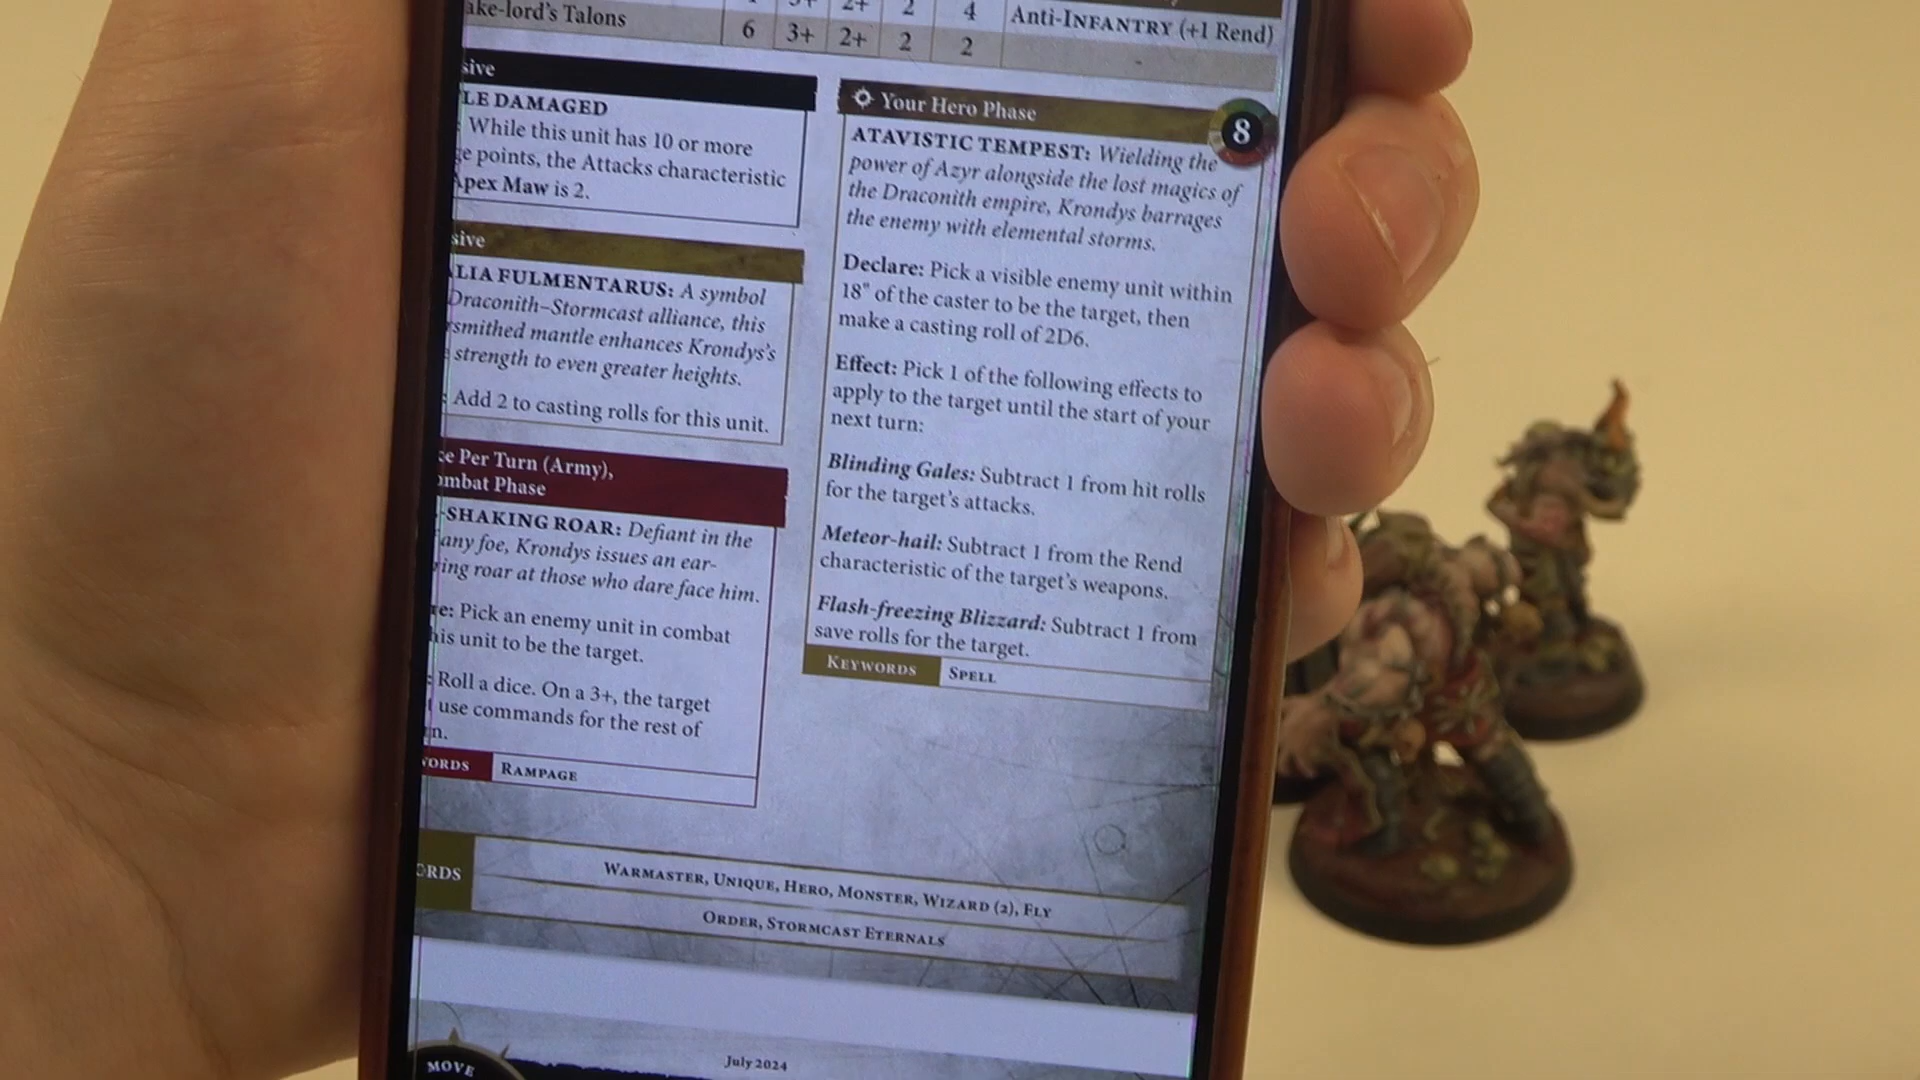 ake-lord's Talons 6 3+ 2+ 2 2
2+ 2 4 Anti-INFANTRY (+1 Rend)
sive
LE DAMAGED
While this unit has 10 or more
ge points, the Attacks characteristic
Apex Maw is 2.
sive
LIA FULMENTARUS: A symbol
Draconith–Stormcast alliance, this
smithed mantle enhances Krondys's
strength to even greater heights.
: Add 2 to casting rolls for this unit.
ce Per Turn (Army),
ombat Phase
-SHAKING ROAR: Defiant in the
any foe, Krondys issues an ear-
ring roar at those who dare face him.
re: Pick an enemy unit in combat
his unit to be the target.
: Roll a dice. On a 3+, the target
t use commands for the rest of
n.
WORDS RAMPAGE
Your Hero Phase
8
ATAVISTIC TEMPEST: Wielding the
power of Azyr alongside the lost magics of
the Draconith empire, Krondys barrages
the enemy with elemental storms.
Declare: Pick a visible enemy unit within
18" of the caster to be the target, then
make a casting roll of 2D6.
Effect: Pick 1 of the following effects to
apply to the target until the start of your
next turn:
Blinding Gales: Subtract 1 from hit rolls
for the target's attacks.
Meteor-hail: Subtract 1 from the Rend
characteristic of the target's weapons.
Flash-freezing Blizzard: Subtract 1 from
save rolls for the target.
KEYWORDS SPELL
ORDS
WARMASTER, UNIQUE, HERO, MONSTER, WIZARD (2), FLY
ORDER, STORMCAST ETERNALS
July 2024
MOVE